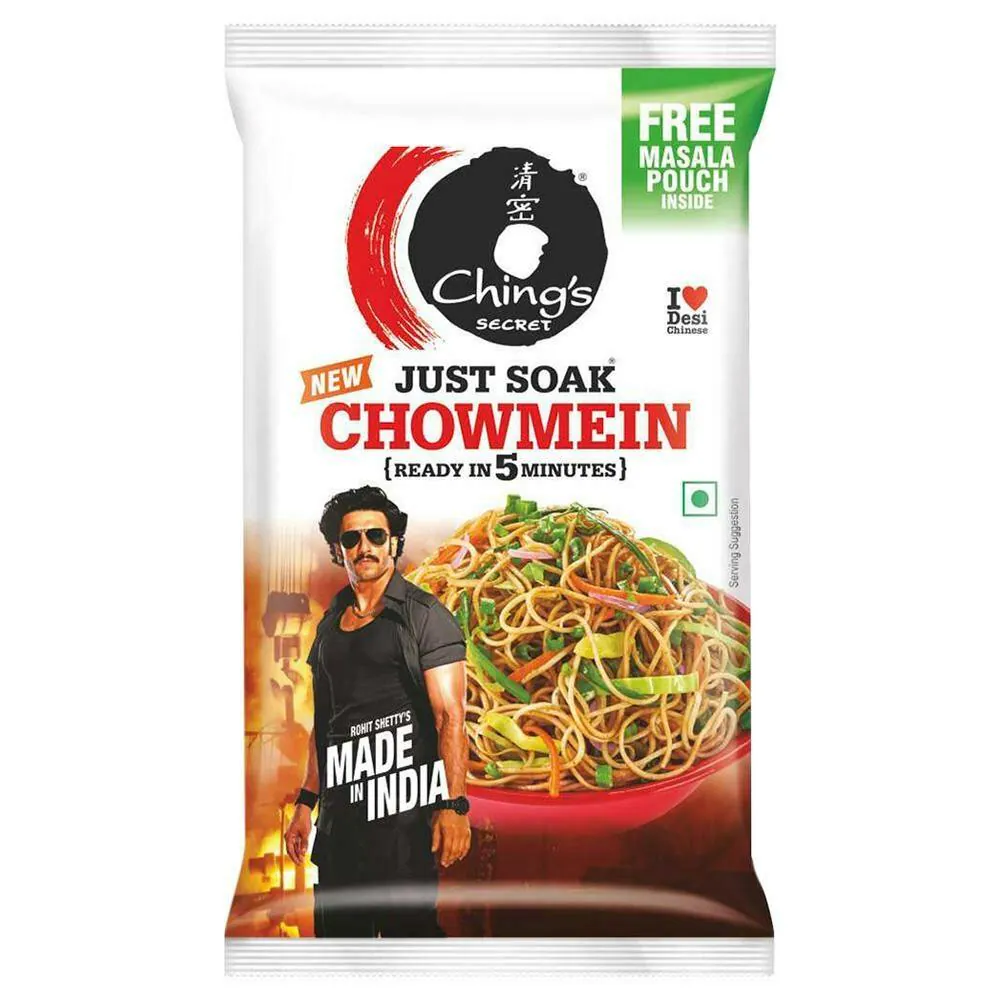 FREE
MASALA
POUCH
INSIDE
清
密
®
Ching's
SECRET
I ❤
Desi
Chinese
NEW
JUST SOAK®
CHOWMEIN
{READY IN 5 MINUTES}
Serving Suggestion
ROHIT SHETTY'S
MADE
IN INDIA